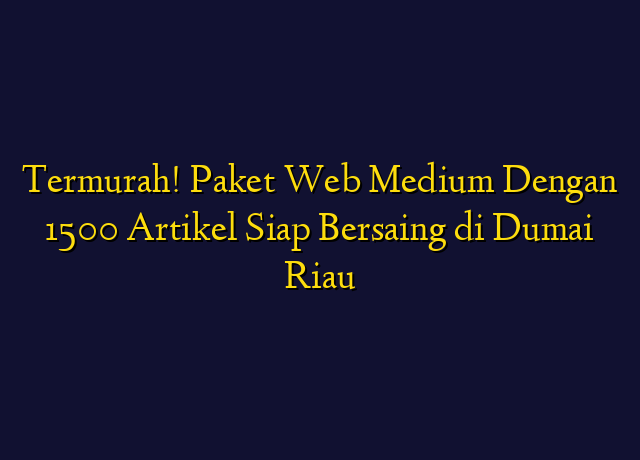 Termurah! Paket Web Medium Dengan
1500 Artikel Siap Bersaing di Dumai
Riau